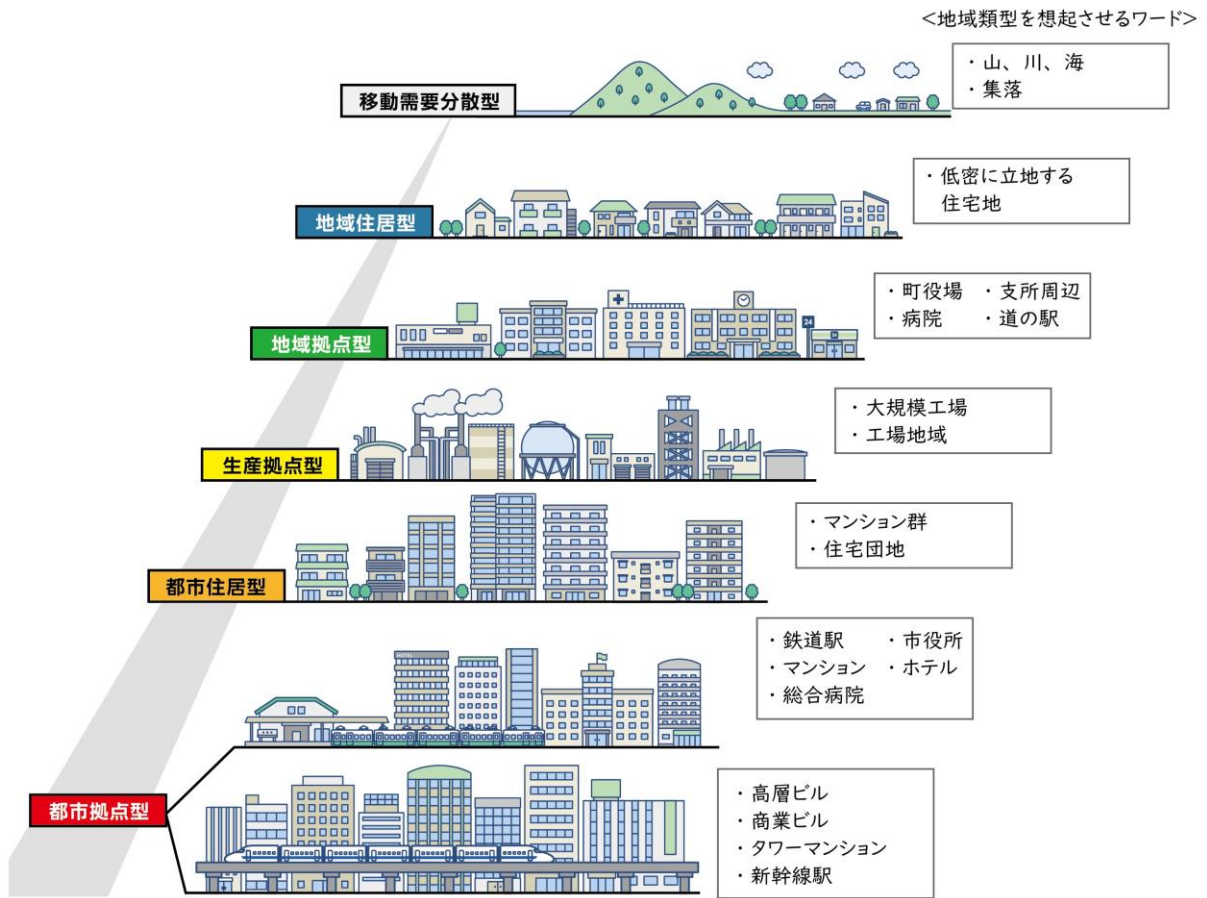 <地域類型を想起させるワード>
・山、川、海
・集落
移動需要分散型
・低密に立地する
住宅地
地域住居型
・町役場 ・支所周辺
・病院 ・道の駅
24
地域拠点型
・大規模工場
・工場地域
生産拠点型
・マンション群
・住宅団地
都市住居型
・鉄道駅 ・市役所
・マンション ・ホテル
・総合病院
HOTEL
都市拠点型
・高層ビル
・商業ビル
・タワーマンション
・新幹線駅